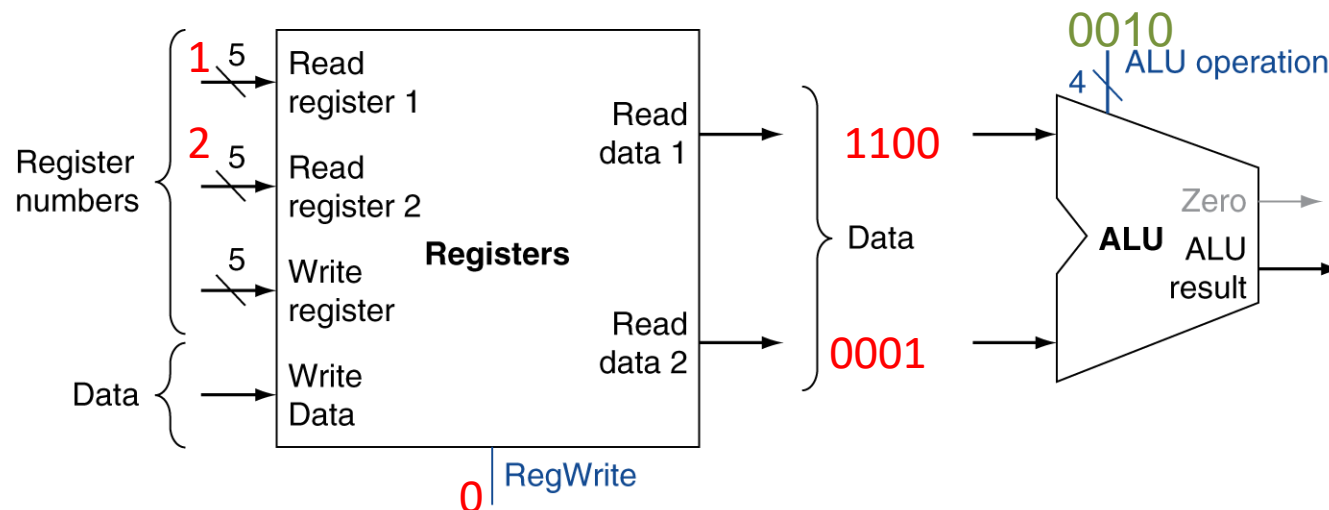 Register
numbers
1
5
Read
register 1
2
5
Read
register 2
5
Write
register
Data
Write
Data
Registers
Read
data 1
Read
data 2
0
RegWrite
1100
Data
0001
0010
ALU operation
4
Zero
ALU
ALU
result